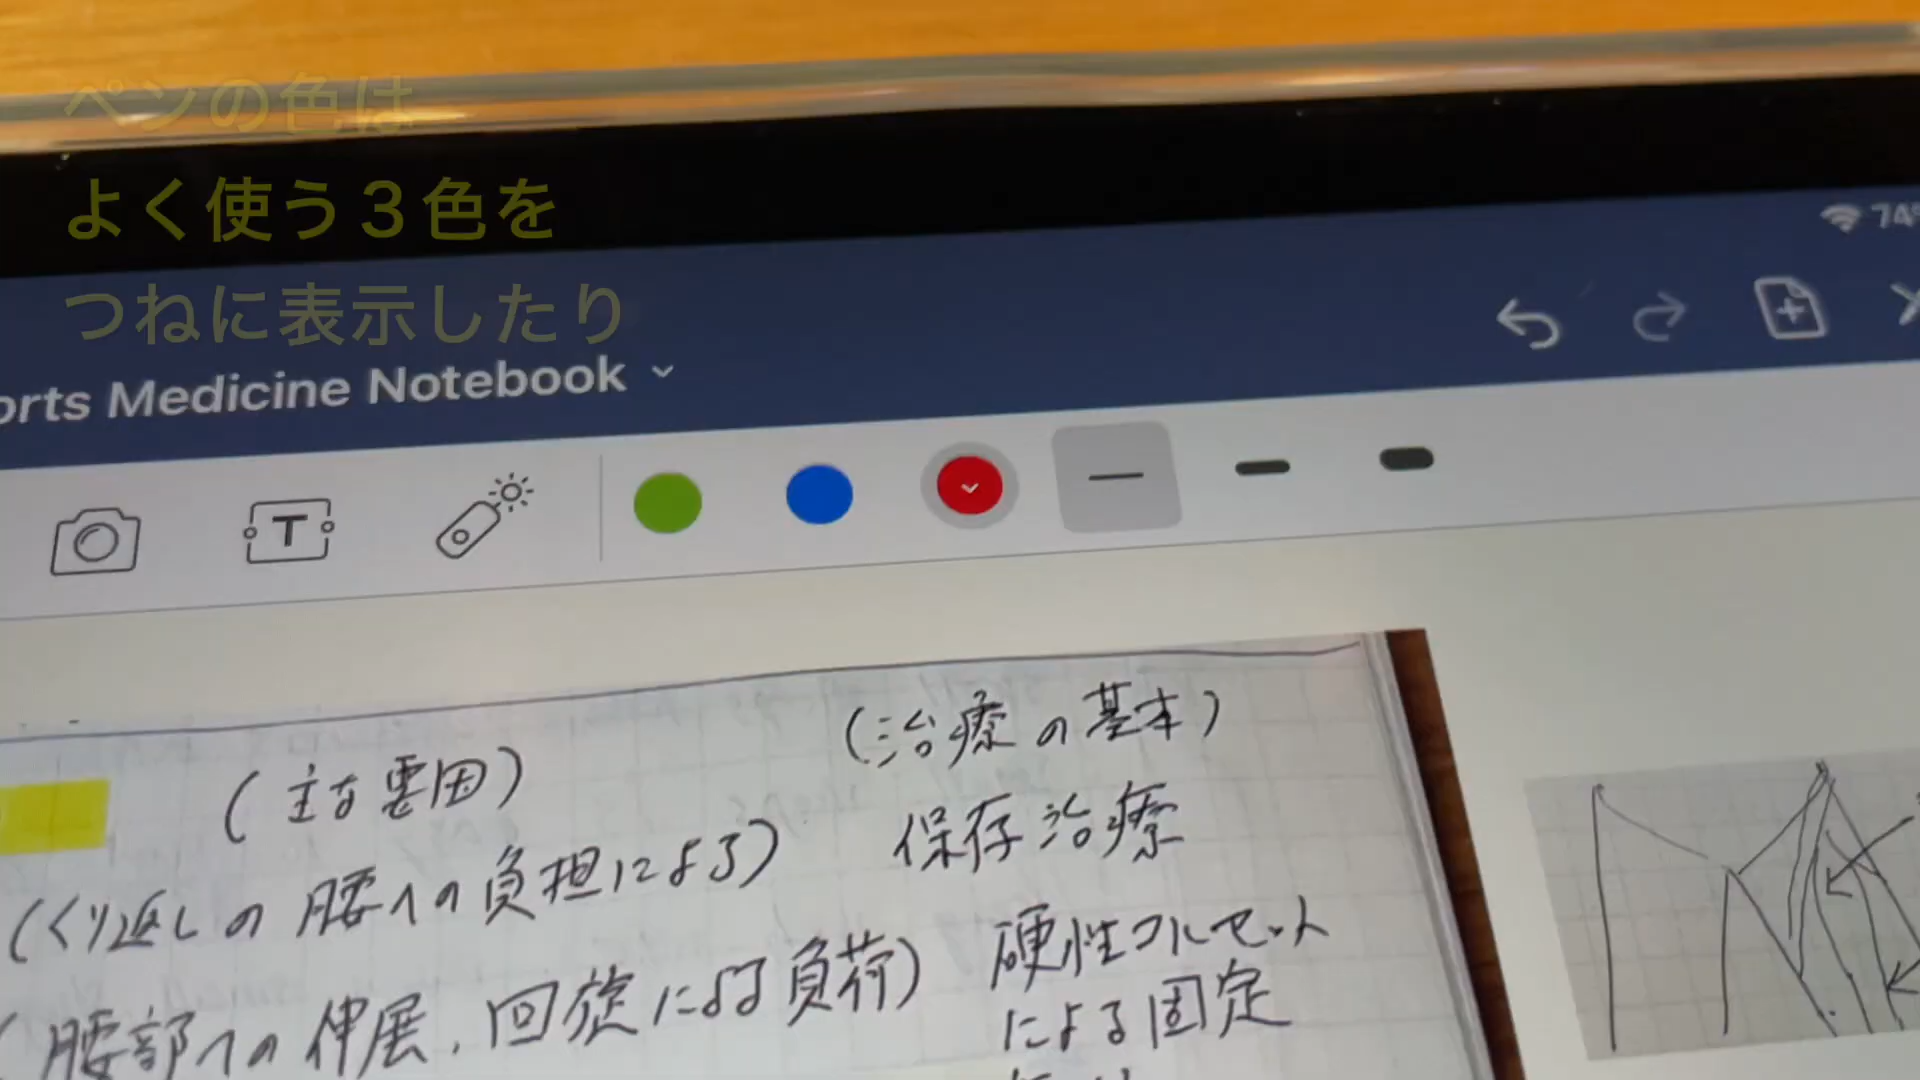 ペンの色は
よく使う３色を
つねに表示したり
74
orts Medicine Notebook
T
(治療の基本)
(主な要因)
保存治療
(くり返しの腰への負担による)
硬性コルセット
(腰部への伸展、回旋による負荷)
による固定